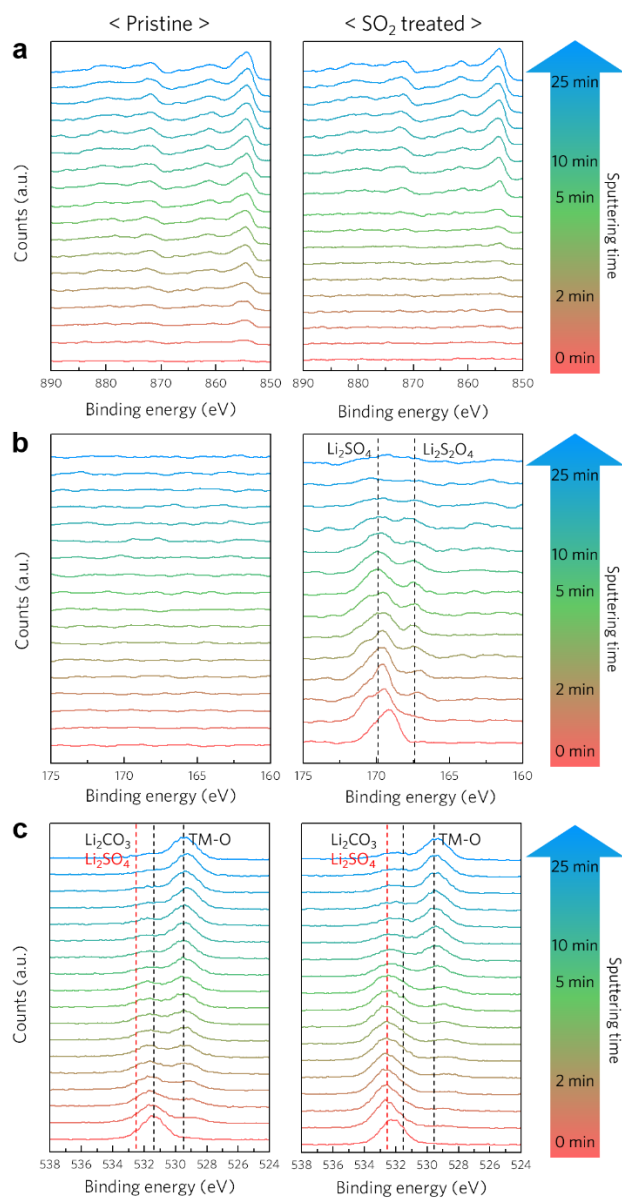 < Pristine >
< SO2 treated >
a
Counts (a.u.)
890
880
870
860
850
Binding energy (eV)
890
880
870
860
850
Binding energy (eV)
25 min
10 min
5 min
2 min
0 min
Sputtering time
b
Counts (a.u.)
175
170
165
160
Binding energy (eV)
Li2SO4
Li2S2O4
175
170
165
160
Binding energy (eV)
25 min
10 min
5 min
2 min
0 min
Sputtering time
c
Counts (a.u.)
Li2CO3
TM-O
Li2SO4
538
536
534
532
530
528
526
524
Binding energy (eV)
Li2CO3
TM-O
Li2SO4
538
536
534
532
530
528
526
524
Binding energy (eV)
25 min
10 min
5 min
2 min
0 min
Sputtering time